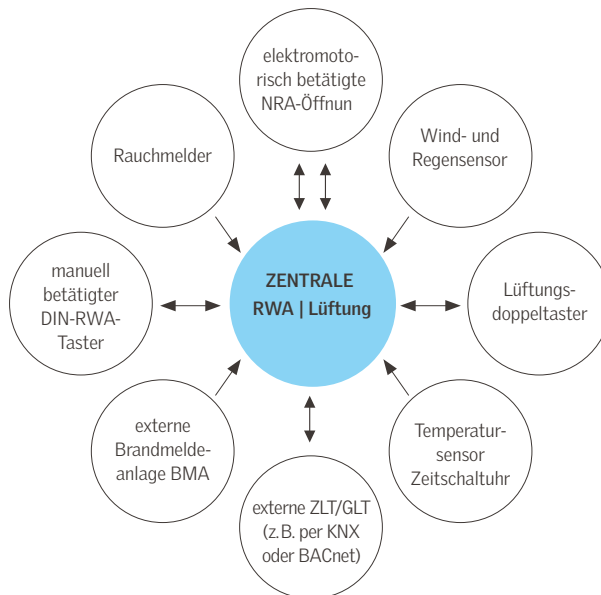 elektromoto-
risch betätigte
NRA-Öffnun
Wind- und
Regensensor
Rauchmelder
ZENTRALE
RWA | Lüftung
manuell
betätigter
DIN-RWA-
Taster
Lüftungs-
doppeltaster
externe
Brandmelde-
anlage BMA
Temperatur-
sensor
Zeitschaltuhr
externe ZLT/GLT
(z. B. per KNX
oder BACnet)